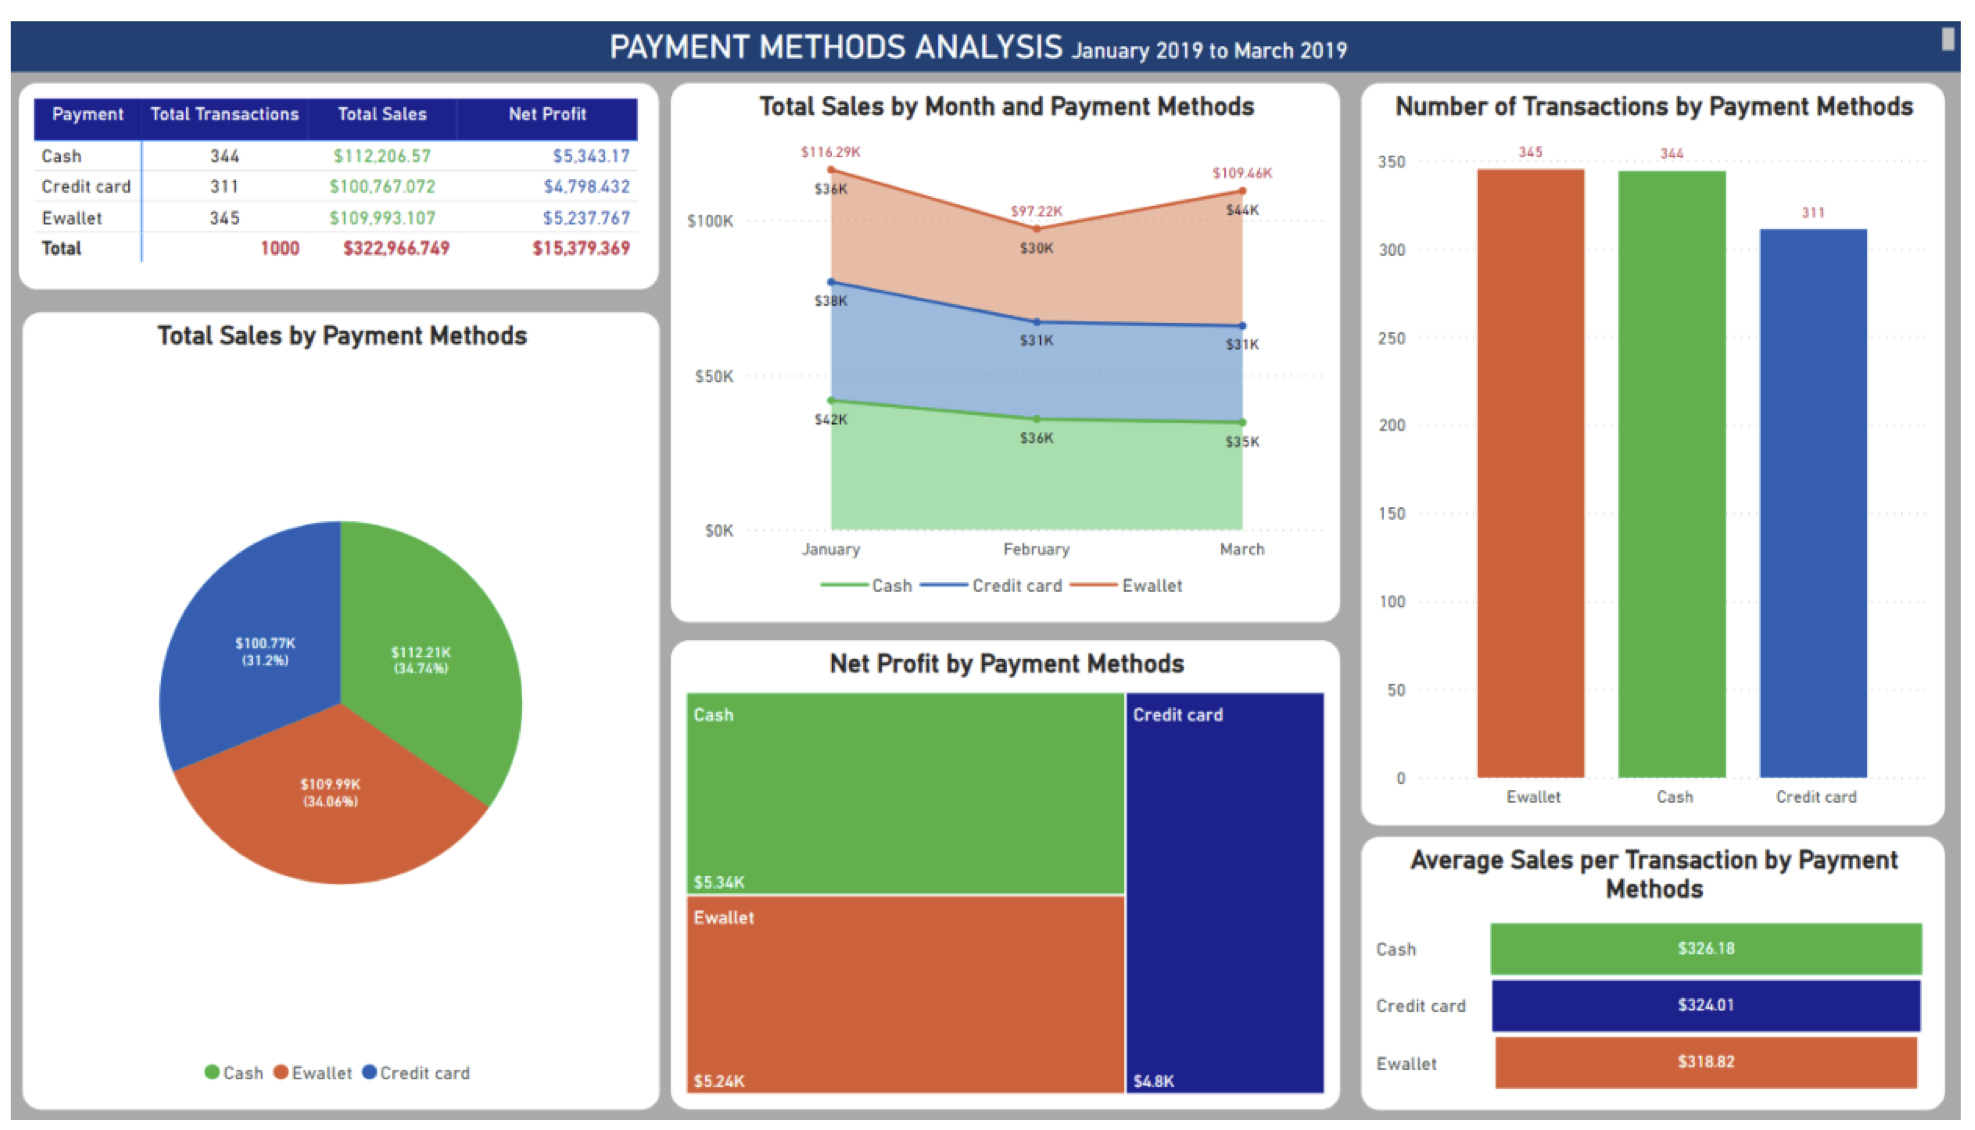 PAYMENT METHODS ANALYSIS January 2019 to March 2019
Payment Total Transactions Total Sales Net Profit
Cash 344 $112,206.57 $5,343.17
Credit card 311 $100,767.072 $4,798.432
Ewallet 345 $109,993.107 $5,237.767
Total 1000 $322,966.749 $15,379.369
Total Sales by Payment Methods
$100.77K
(31.2%)
$112.21K
(34.74%)
$109.99K
(34.06%)
Cash Ewallet Credit card
Total Sales by Month and Payment Methods
$116.29K
$36K
$97.22K
$30K
$109.46K
$44K
$100K
$38K
$31K
$31K
$50K
$42K
$36K
$35K
$0K
January February March
Cash Credit card Ewallet
Net Profit by Payment Methods
Cash
$5.34K
Ewallet
$5.24K
Credit card
$4.8K
Number of Transactions by Payment Methods
345 344 311
350
300
250
200
150
100
50
0
Ewallet Cash Credit card
Average Sales per Transaction by Payment
Methods
Cash $326.18
Credit card $324.01
Ewallet $318.82